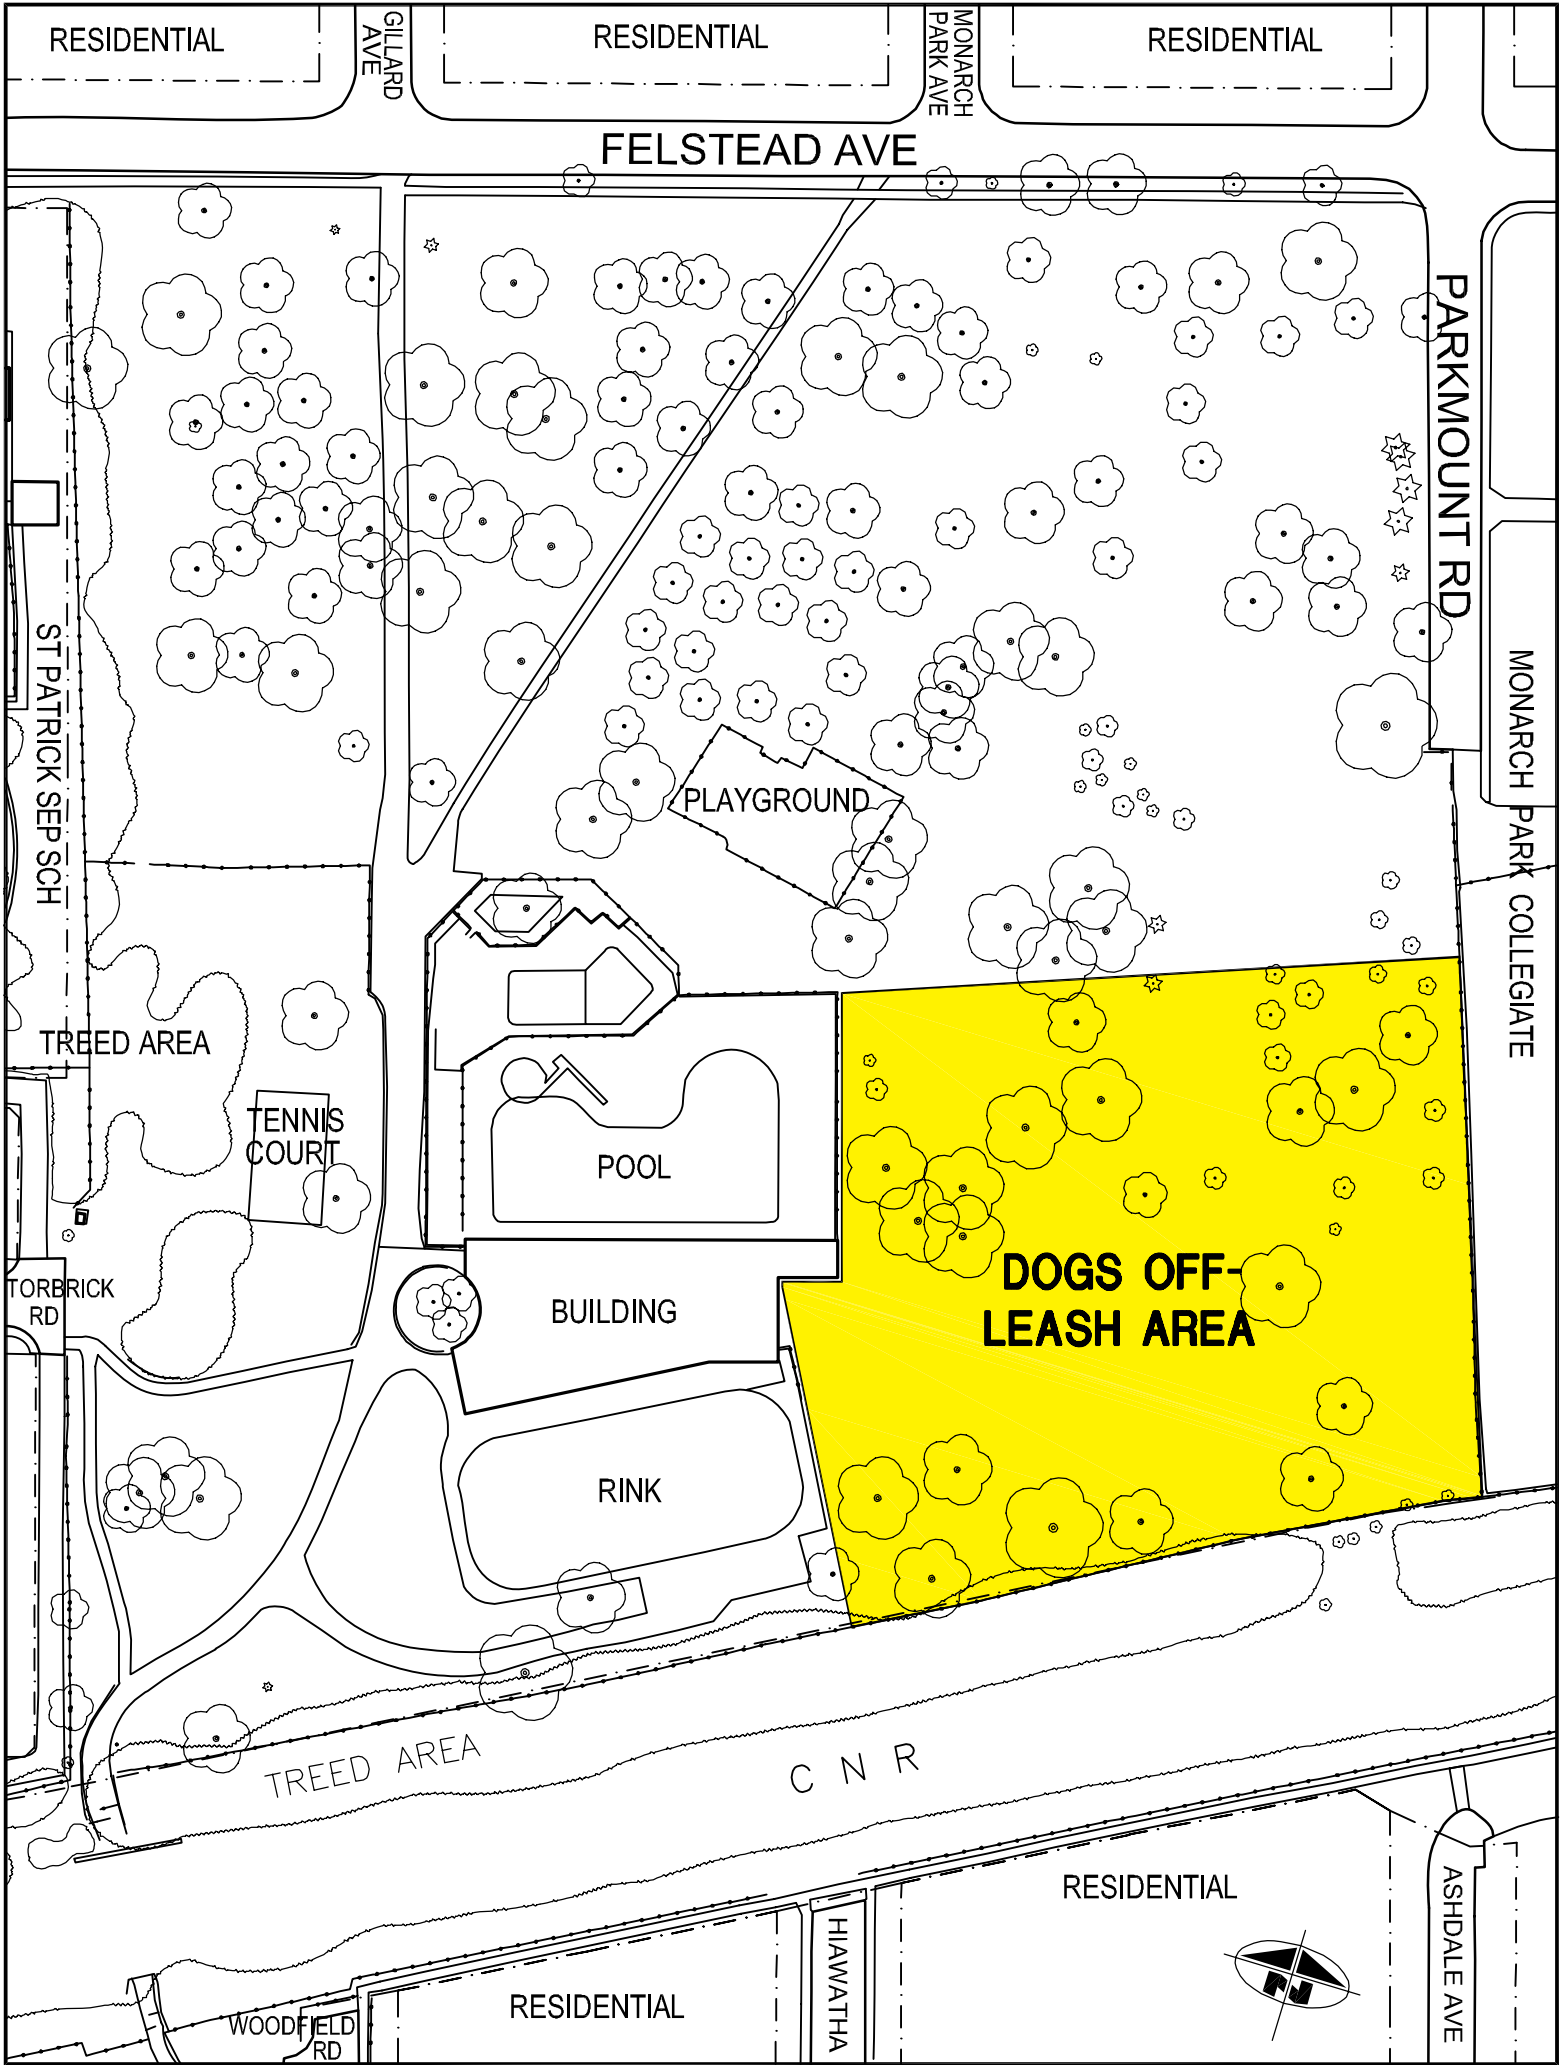 RESIDENTIAL
GILLARD
AVE
RESIDENTIAL
MONARCH
PARK AVE
RESIDENTIAL
FELSTEAD AVE
PARKMOUNT RD
ST PATRICK SEP SCH
MONARCH PARK COLLEGIATE
PLAYGROUND
TREED AREA
TENNIS
COURT
POOL
TORBRICK
RD
BUILDING
DOGS OFF-
LEASH AREA
RINK
TREED AREA
C N R
RESIDENTIAL
ASHDALE AVE
HIAWATHA
RESIDENTIAL
WOODFIELD
RD
N